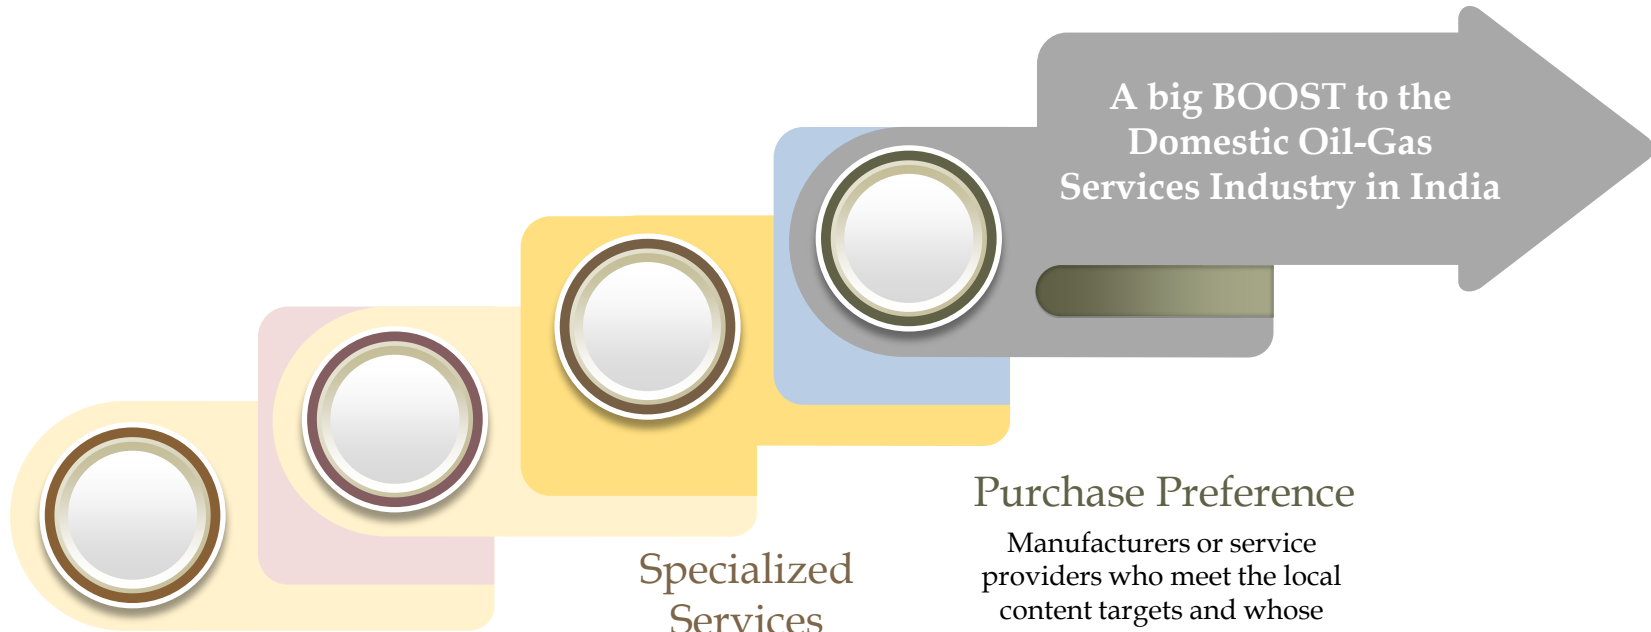 A big BOOST to the
Domestic Oil-Gas
Services Industry in India
Purchase Preference
Manufacturers or service
providers who meet the local
content targets and whose
Specialized
Services